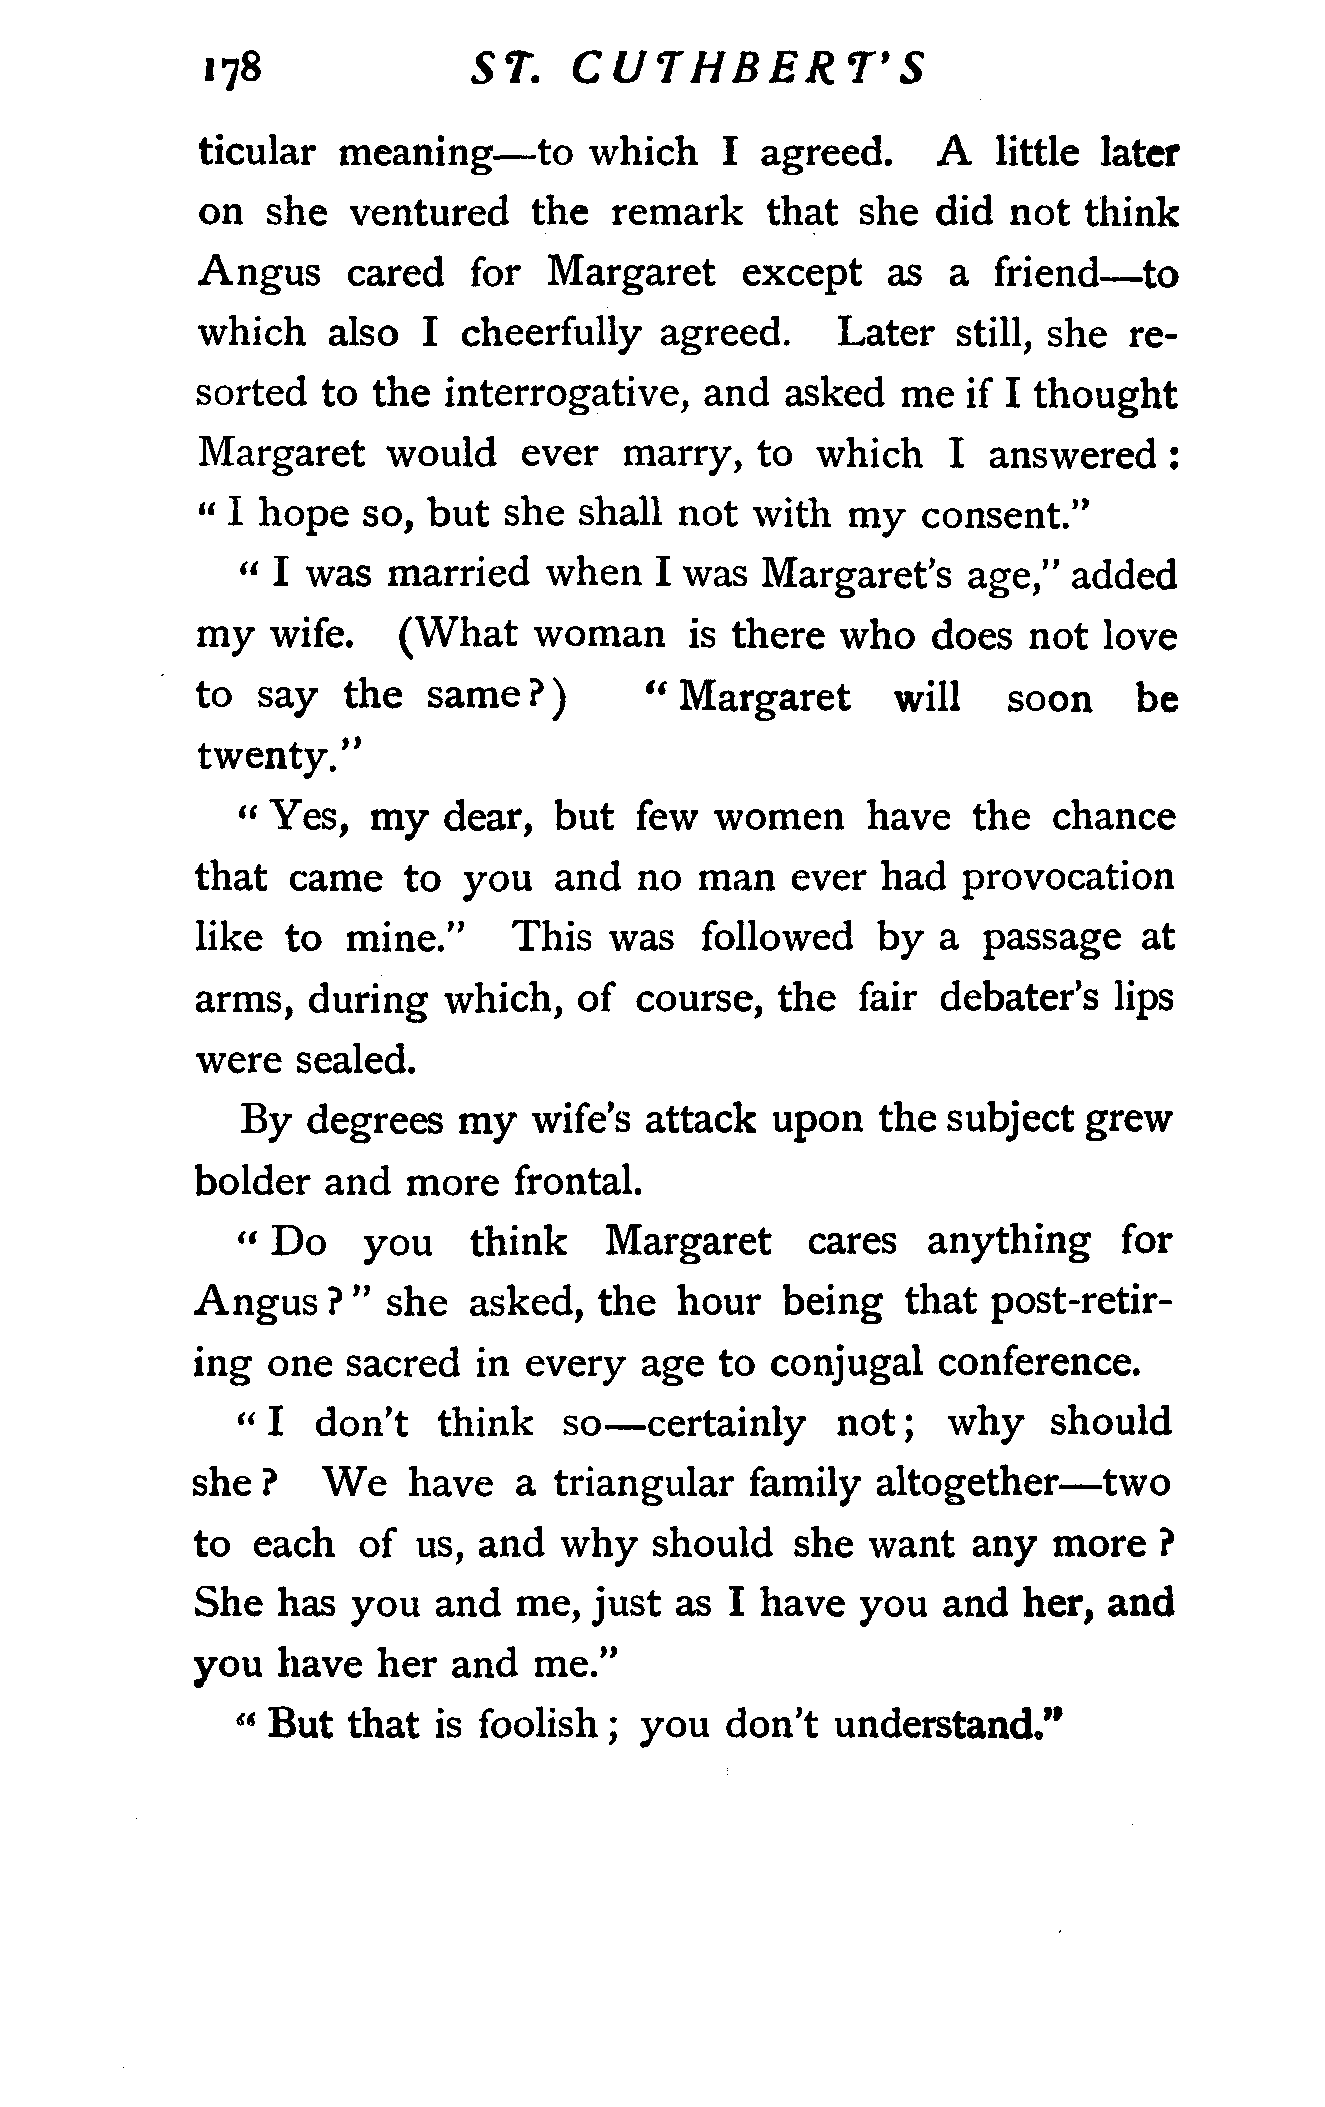 178 ST. CUTHBERT'S
ticular meaning—to which I agreed. A little later
on she ventured the remark that she did not think
Angus cared for Margaret except as a friend—to
which also I cheerfully agreed. Later still, she re-
sorted to the interrogative, and asked me if I thought
Margaret would ever marry, to which I answered :
“ I hope so, but she shall not with my consent.”
“ I was married when I was Margaret's age,” added
my wife. (What woman is there who does not love
to say the same?) “ Margaret will soon be
twenty.”
“ Yes, my dear, but few women have the chance
that came to you and no man ever had provocation
like to mine.” This was followed by a passage at
arms, during which, of course, the fair debater's lips
were sealed.
By degrees my wife's attack upon the subject grew
bolder and more frontal.
“ Do you think Margaret cares anything for
Angus ? ” she asked, the hour being that post-retir-
ing one sacred in every age to conjugal conference.
“ I don't think so—certainly not ; why should
she ? We have a triangular family altogether—two
to each of us, and why should she want any more ?
She has you and me, just as I have you and her, and
you have her and me.”
“ But that is foolish ; you don't understand.”